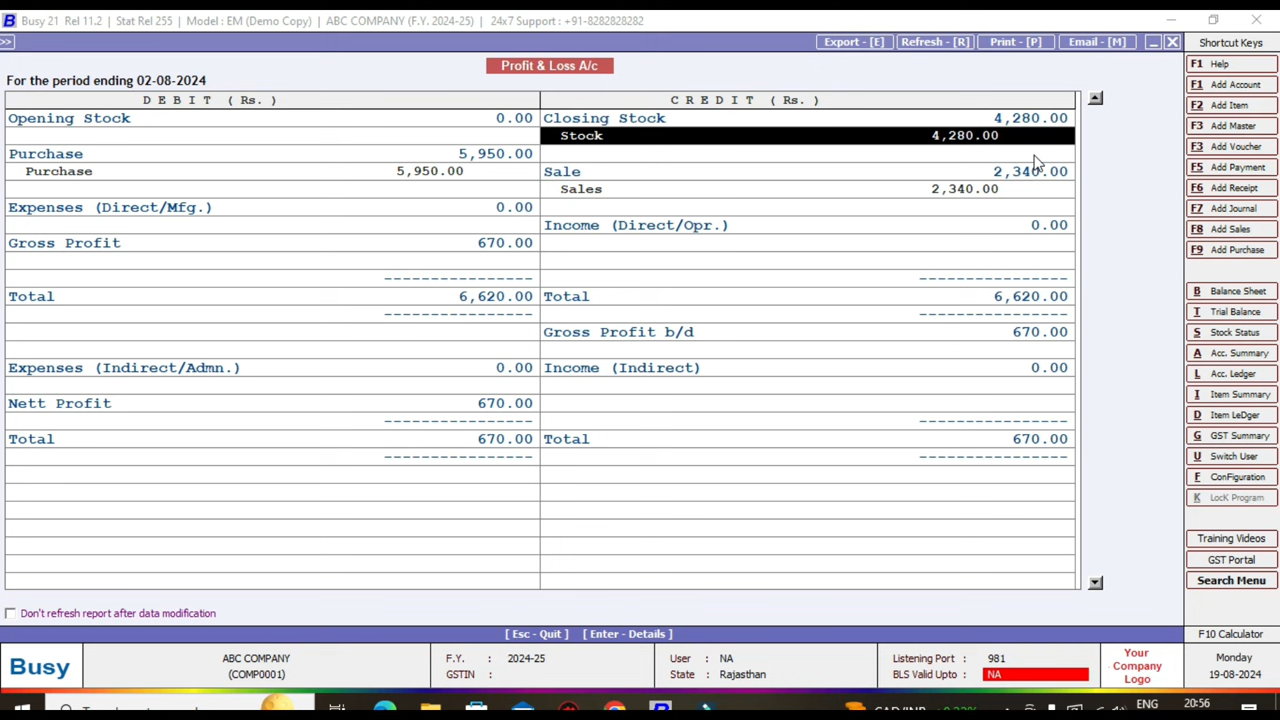 Busy 21 Rel 11.2 | Stat Rel 255 | Model : EM (Demo Copy) | ABC COMPANY (F.Y. 2024-25) | 24x7 Support : +91-8282828282
>> Export - [E] Refresh - [R] Print - [P] Email - [M] Shortcut Keys
Profit & Loss A/c
For the period ending 02-08-2024
D E B I T ( Rs. ) C R E D I T ( Rs. )
Opening Stock 0.00 Closing Stock 4,280.00
Stock 4,280.00
Purchase 5,950.00
Purchase 5,950.00 Sale 2,340.00
Sales 2,340.00
Expenses (Direct/Mfg.) 0.00
Income (Direct/Opr.) 0.00
Gross Profit 670.00
Total 6,620.00 Total 6,620.00
Gross Profit b/d 670.00
Expenses (Indirect/Admn.) 0.00 Income (Indirect) 0.00
Nett Profit 670.00
Total 670.00 Total 670.00
Don't refresh report after data modification
[ Esc - Quit ] [ Enter - Details ]
F1 Help
F1 Add Account
F2 Add Item
F3 Add Master
F3 Add Voucher
F5 Add Payment
F6 Add Receipt
F7 Add Journal
F8 Add Sales
F9 Add Purchase
B Balance Sheet
T Trial Balance
S Stock Status
A Acc. Summary
L Acc. Ledger
I Item Summary
D Item LeDger
G GST Summary
U Switch User
F ConFiguration
K LocK Program
Training Videos
GST Portal
Search Menu
F10 Calculator
Busy
ABC COMPANY
(COMP0001)
F.Y. : 2024-25
GSTIN :
User : NA
State : Rajasthan
Listening Port : 981
BLS Valid Upto : NA
Your
Company
Logo
Monday
19-08-2024
ENG
20:56